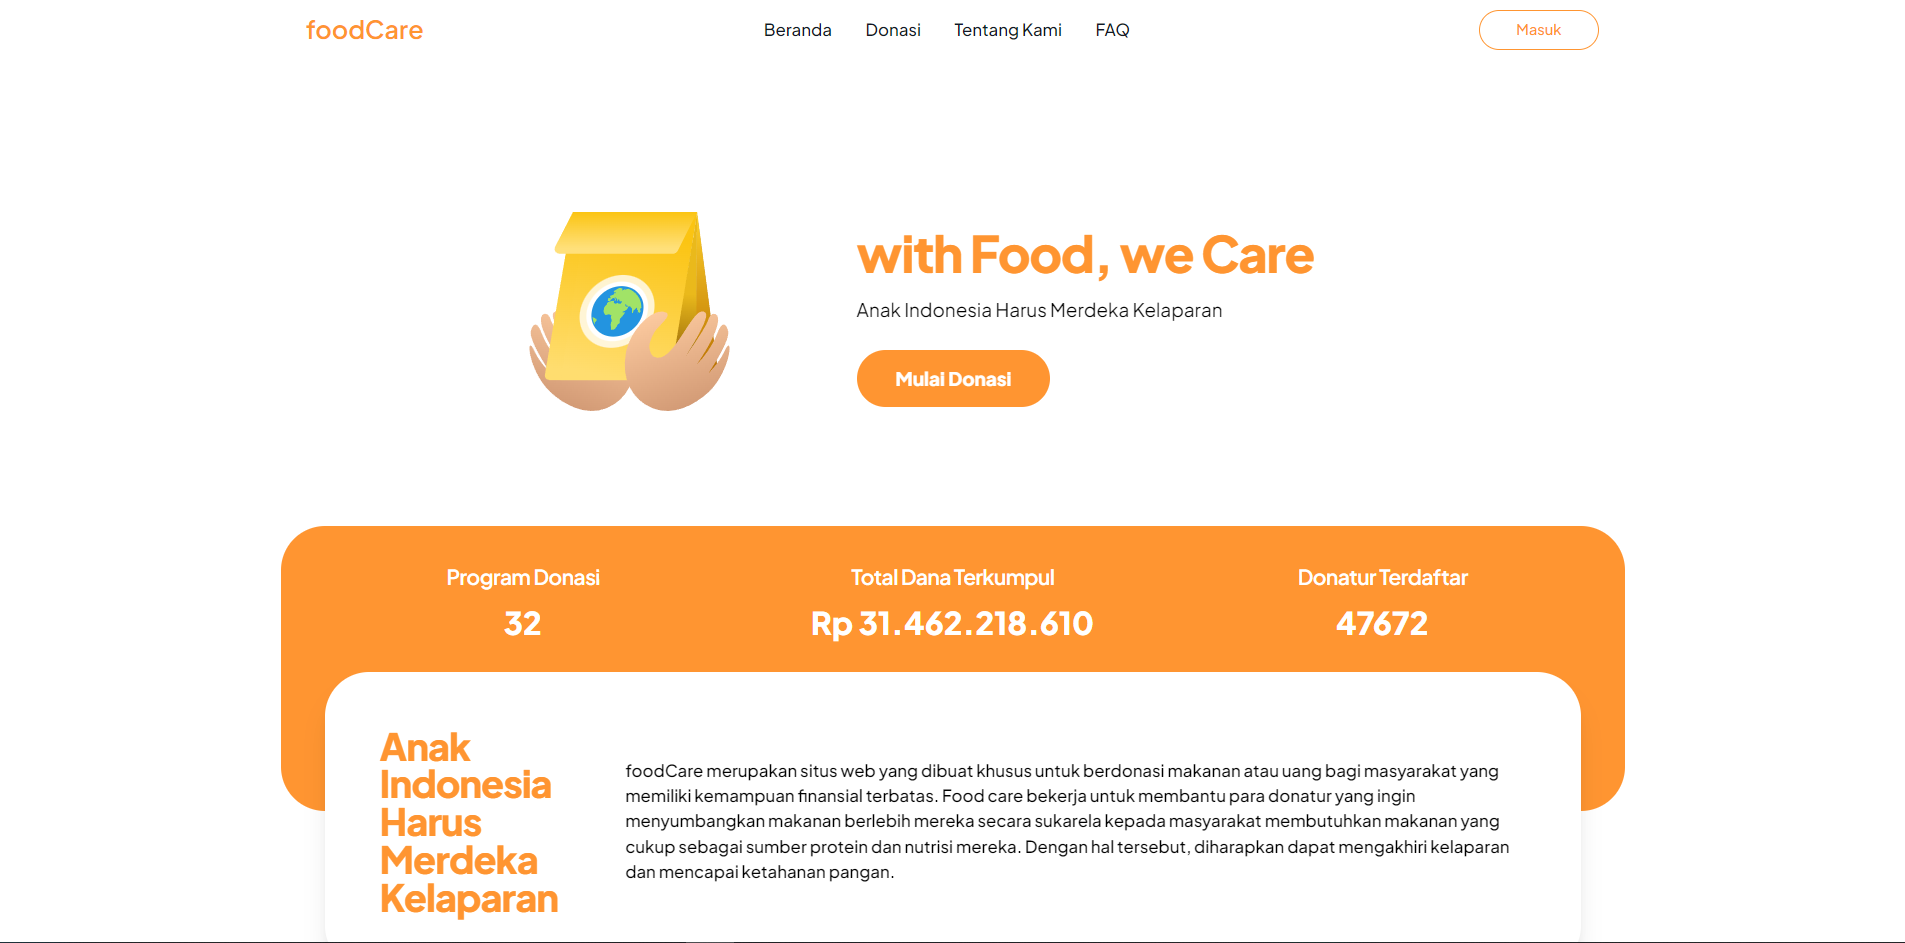 foodCare
Beranda
Donasi
Tentang Kami
FAQ
Masuk
with Food, we Care
Anak Indonesia Harus Merdeka Kelaparan
Mulai Donasi
Program Donasi
32
Total Dana Terkumpul
Rp 31.462.218.610
Donatur Terdaftar
47672
Anak
Indonesia
Harus
Merdeka
Kelaparan
foodCare merupakan situs web yang dibuat khusus untuk berdonasi makanan atau uang bagi masyarakat yang
memiliki kemampuan finansial terbatas. Food care bekerja untuk membantu para donatur yang ingin
menyumbangkan makanan berlebih mereka secara sukarela kepada masyarakat membutuhkan makanan yang
cukup sebagai sumber protein dan nutrisi mereka. Dengan hal tersebut, diharapkan dapat mengakhiri kelaparan
dan mencapai ketahanan pangan.